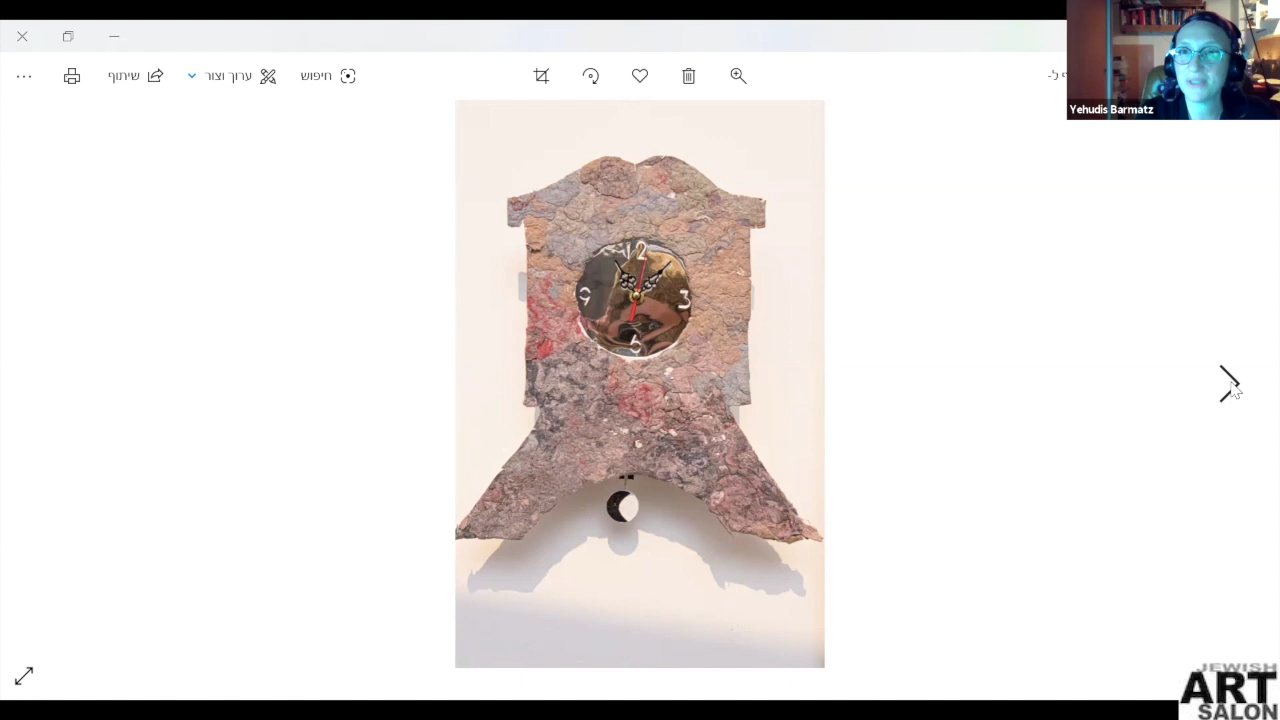 שיתוף
ערוך וצור
חיפוש
ף ל-
Yehudis Barmatz
12
9
3
6
JEWISH
ART
SALON